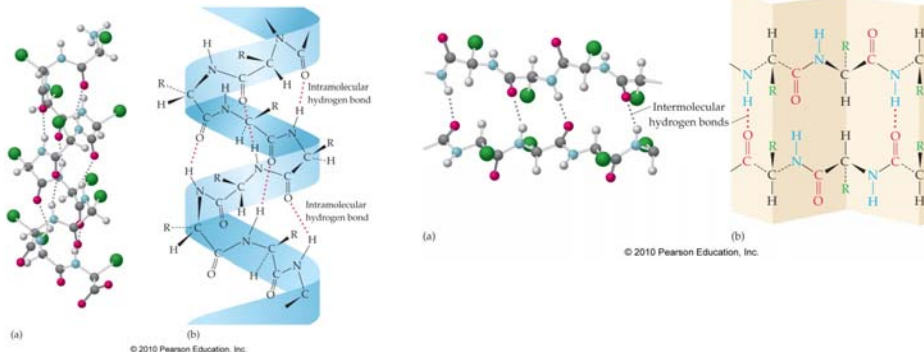 Intramolecular
hydrogen bond
Intramolecular
hydrogen bond
(a)
(b)
© 2010 Pearson Education, Inc.
Intermolecular
hydrogen bonds
(a)
(b)
© 2010 Pearson Education, Inc.